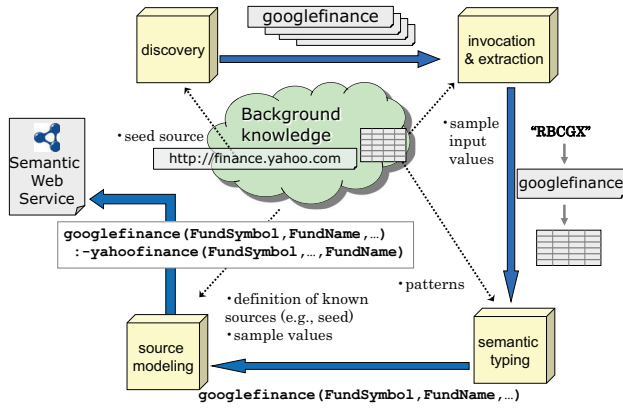 googlefinance
discovery
invocation
& extraction
Background
knowledge
•seed source
http://finance.yahoo.com
•sample
input
values
"RBCGX"
googlefinance
Semantic
Web
Service
googlefinance(FundSymbol,FundName,…)
:-yahoofinance(FundSymbol,…,FundName)
•definition of known
sources (e.g., seed)
•sample values
•patterns
source
modeling
semantic
typing
googlefinance(FundSymbol,FundName,…)